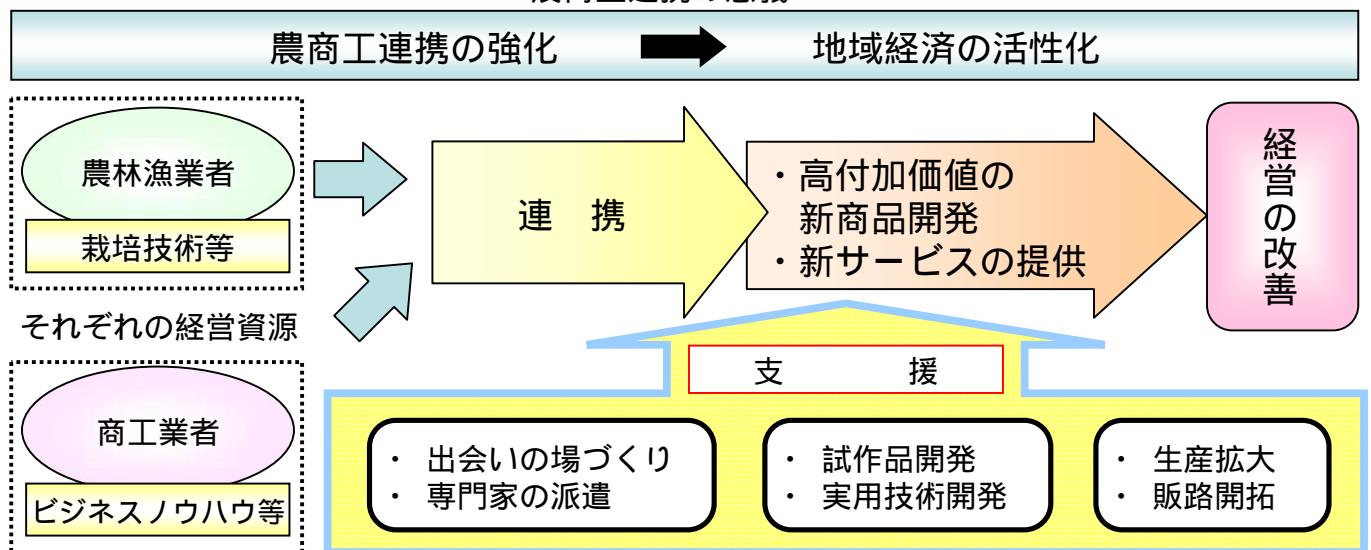 農商工連携の強化
地域経済の活性化
農林漁業者
栽培技術等
それぞれの経営資源
商工業者
ビジネスノウハウ等
連 携
・高付加価値の
新商品開発
・新サービスの提供
経営の改善
支 援
・ 出会いの場づくり
・ 専門家の派遣
・ 試作品開発
・ 実用技術開発
・ 生産拡大
・ 販路開拓